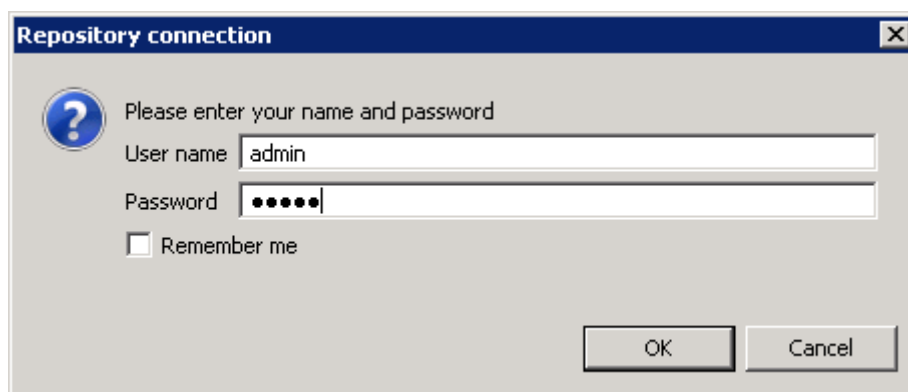 Repository connection
Please enter your name and password
User name admin
Password •••••
Remember me
OK Cancel